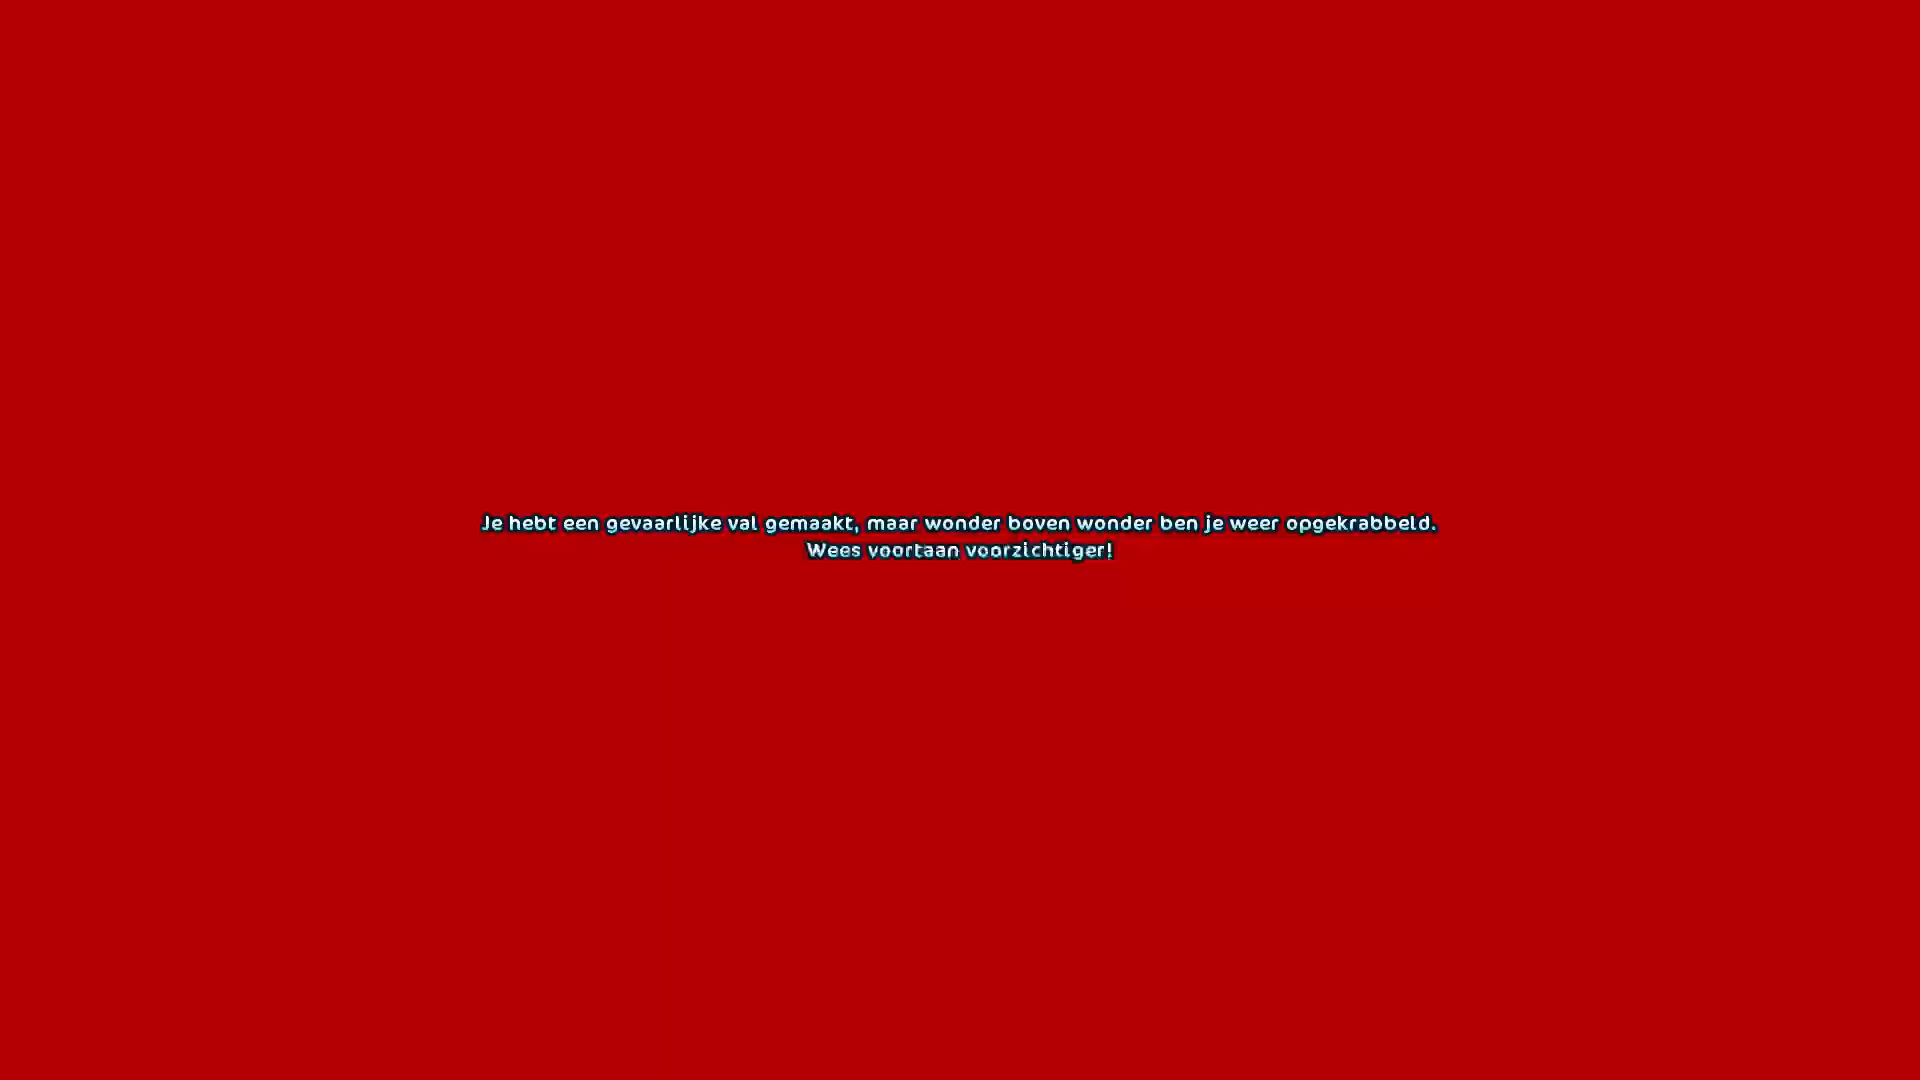 Je hebt een gevaarlijke val gemaakt, maar wonder boven wonder ben je weer opgekrabbeld.
Wees voortaan voorzichtiger!